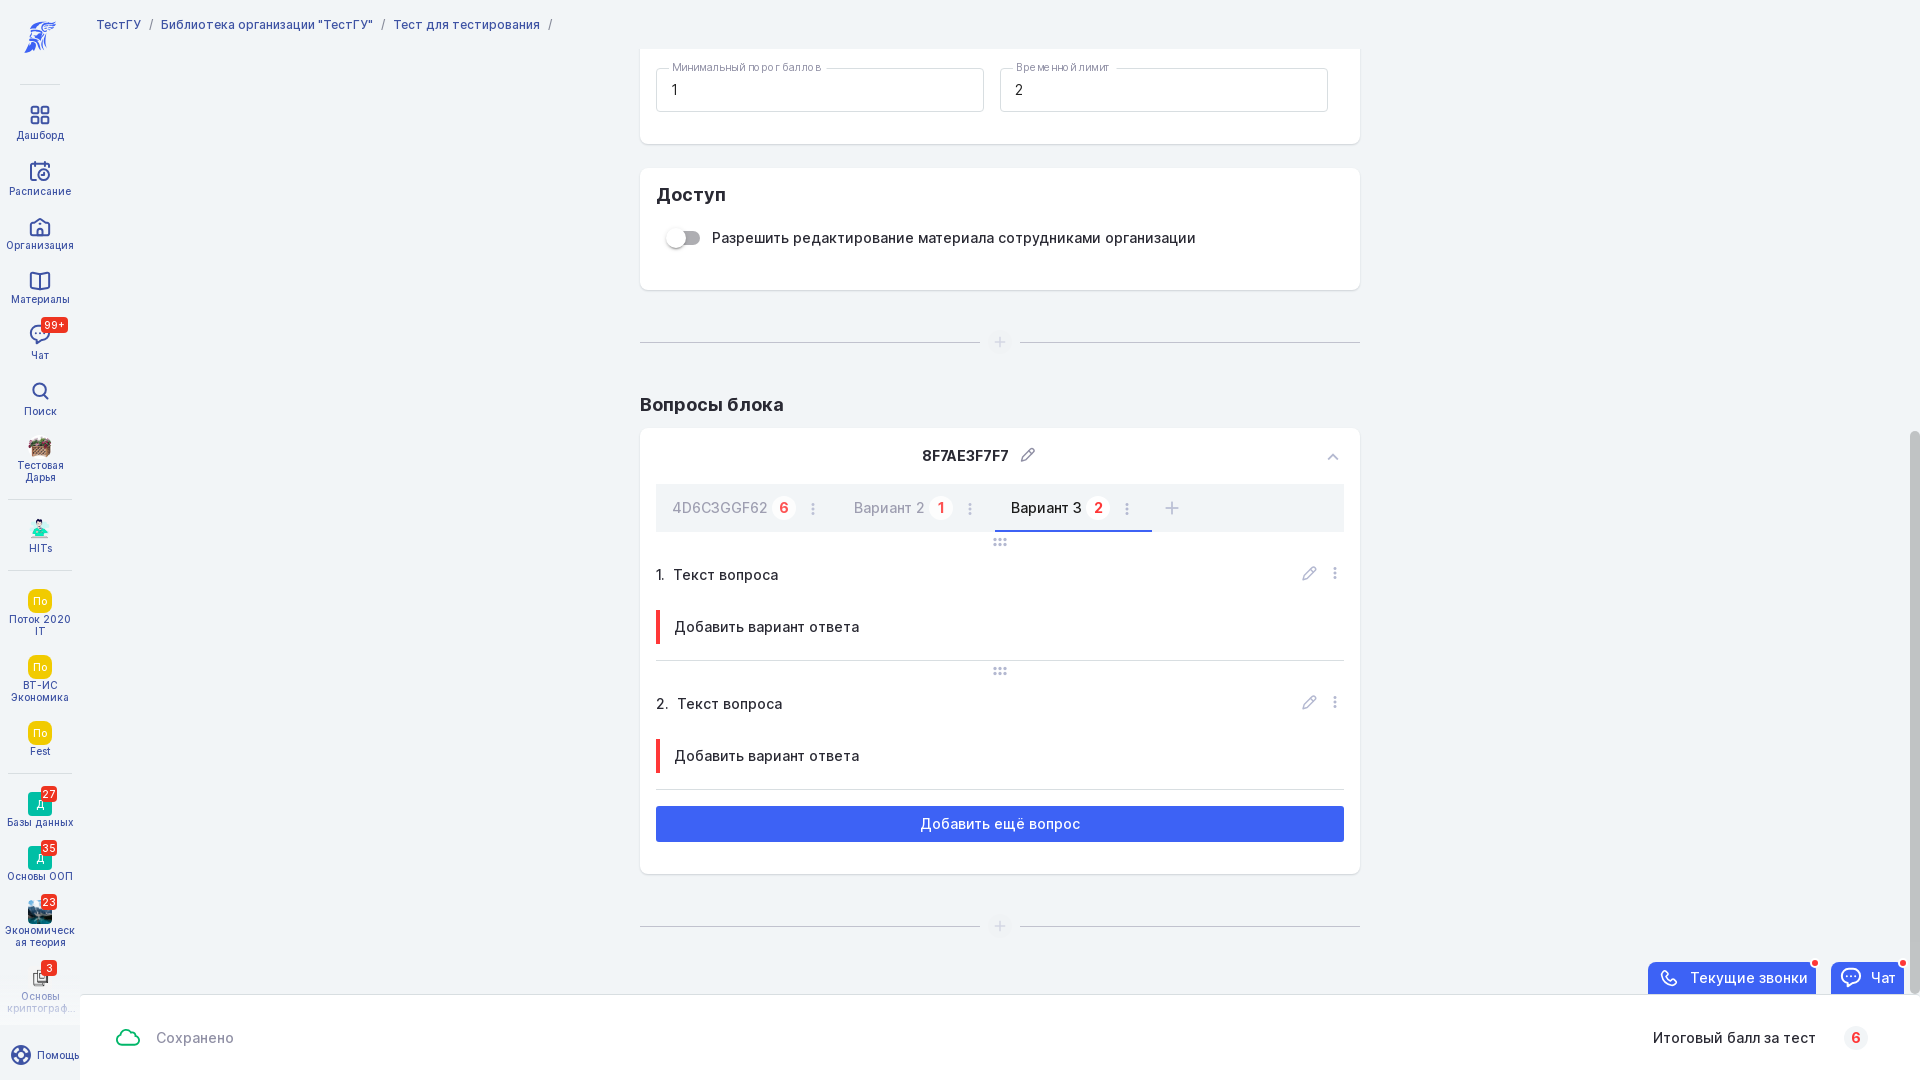 ТестГУ / Библиотека организации "ТестГУ" / Тест для тестирования /
Дашборд
Расписание
Организация
Материалы
99+
Чат
Поиск
Тестовая
Дарья
HITs
По
Поток 2020
IT
По
ВТ-ИС
Экономика
По
Fest
27
Д
Базы данных
35
Д
Основы ООП
23
Экономическ
ая теория
3
Основы
криптограф...
Помощь
Минимальный порог баллов
1
Временной лимит
2
Доступ
Разрешить редактирование материала сотрудниками организации
Вопросы блока
8F7AE3F7F7
4D6C3GGF62 6 Вариант 2 1 Вариант 3 2
1. Текст вопроса
Добавить вариант ответа
2. Текст вопроса
Добавить вариант ответа
Добавить ещё вопрос
Текущие звонки
Чат
Сохранено
Итоговый балл за тест 6